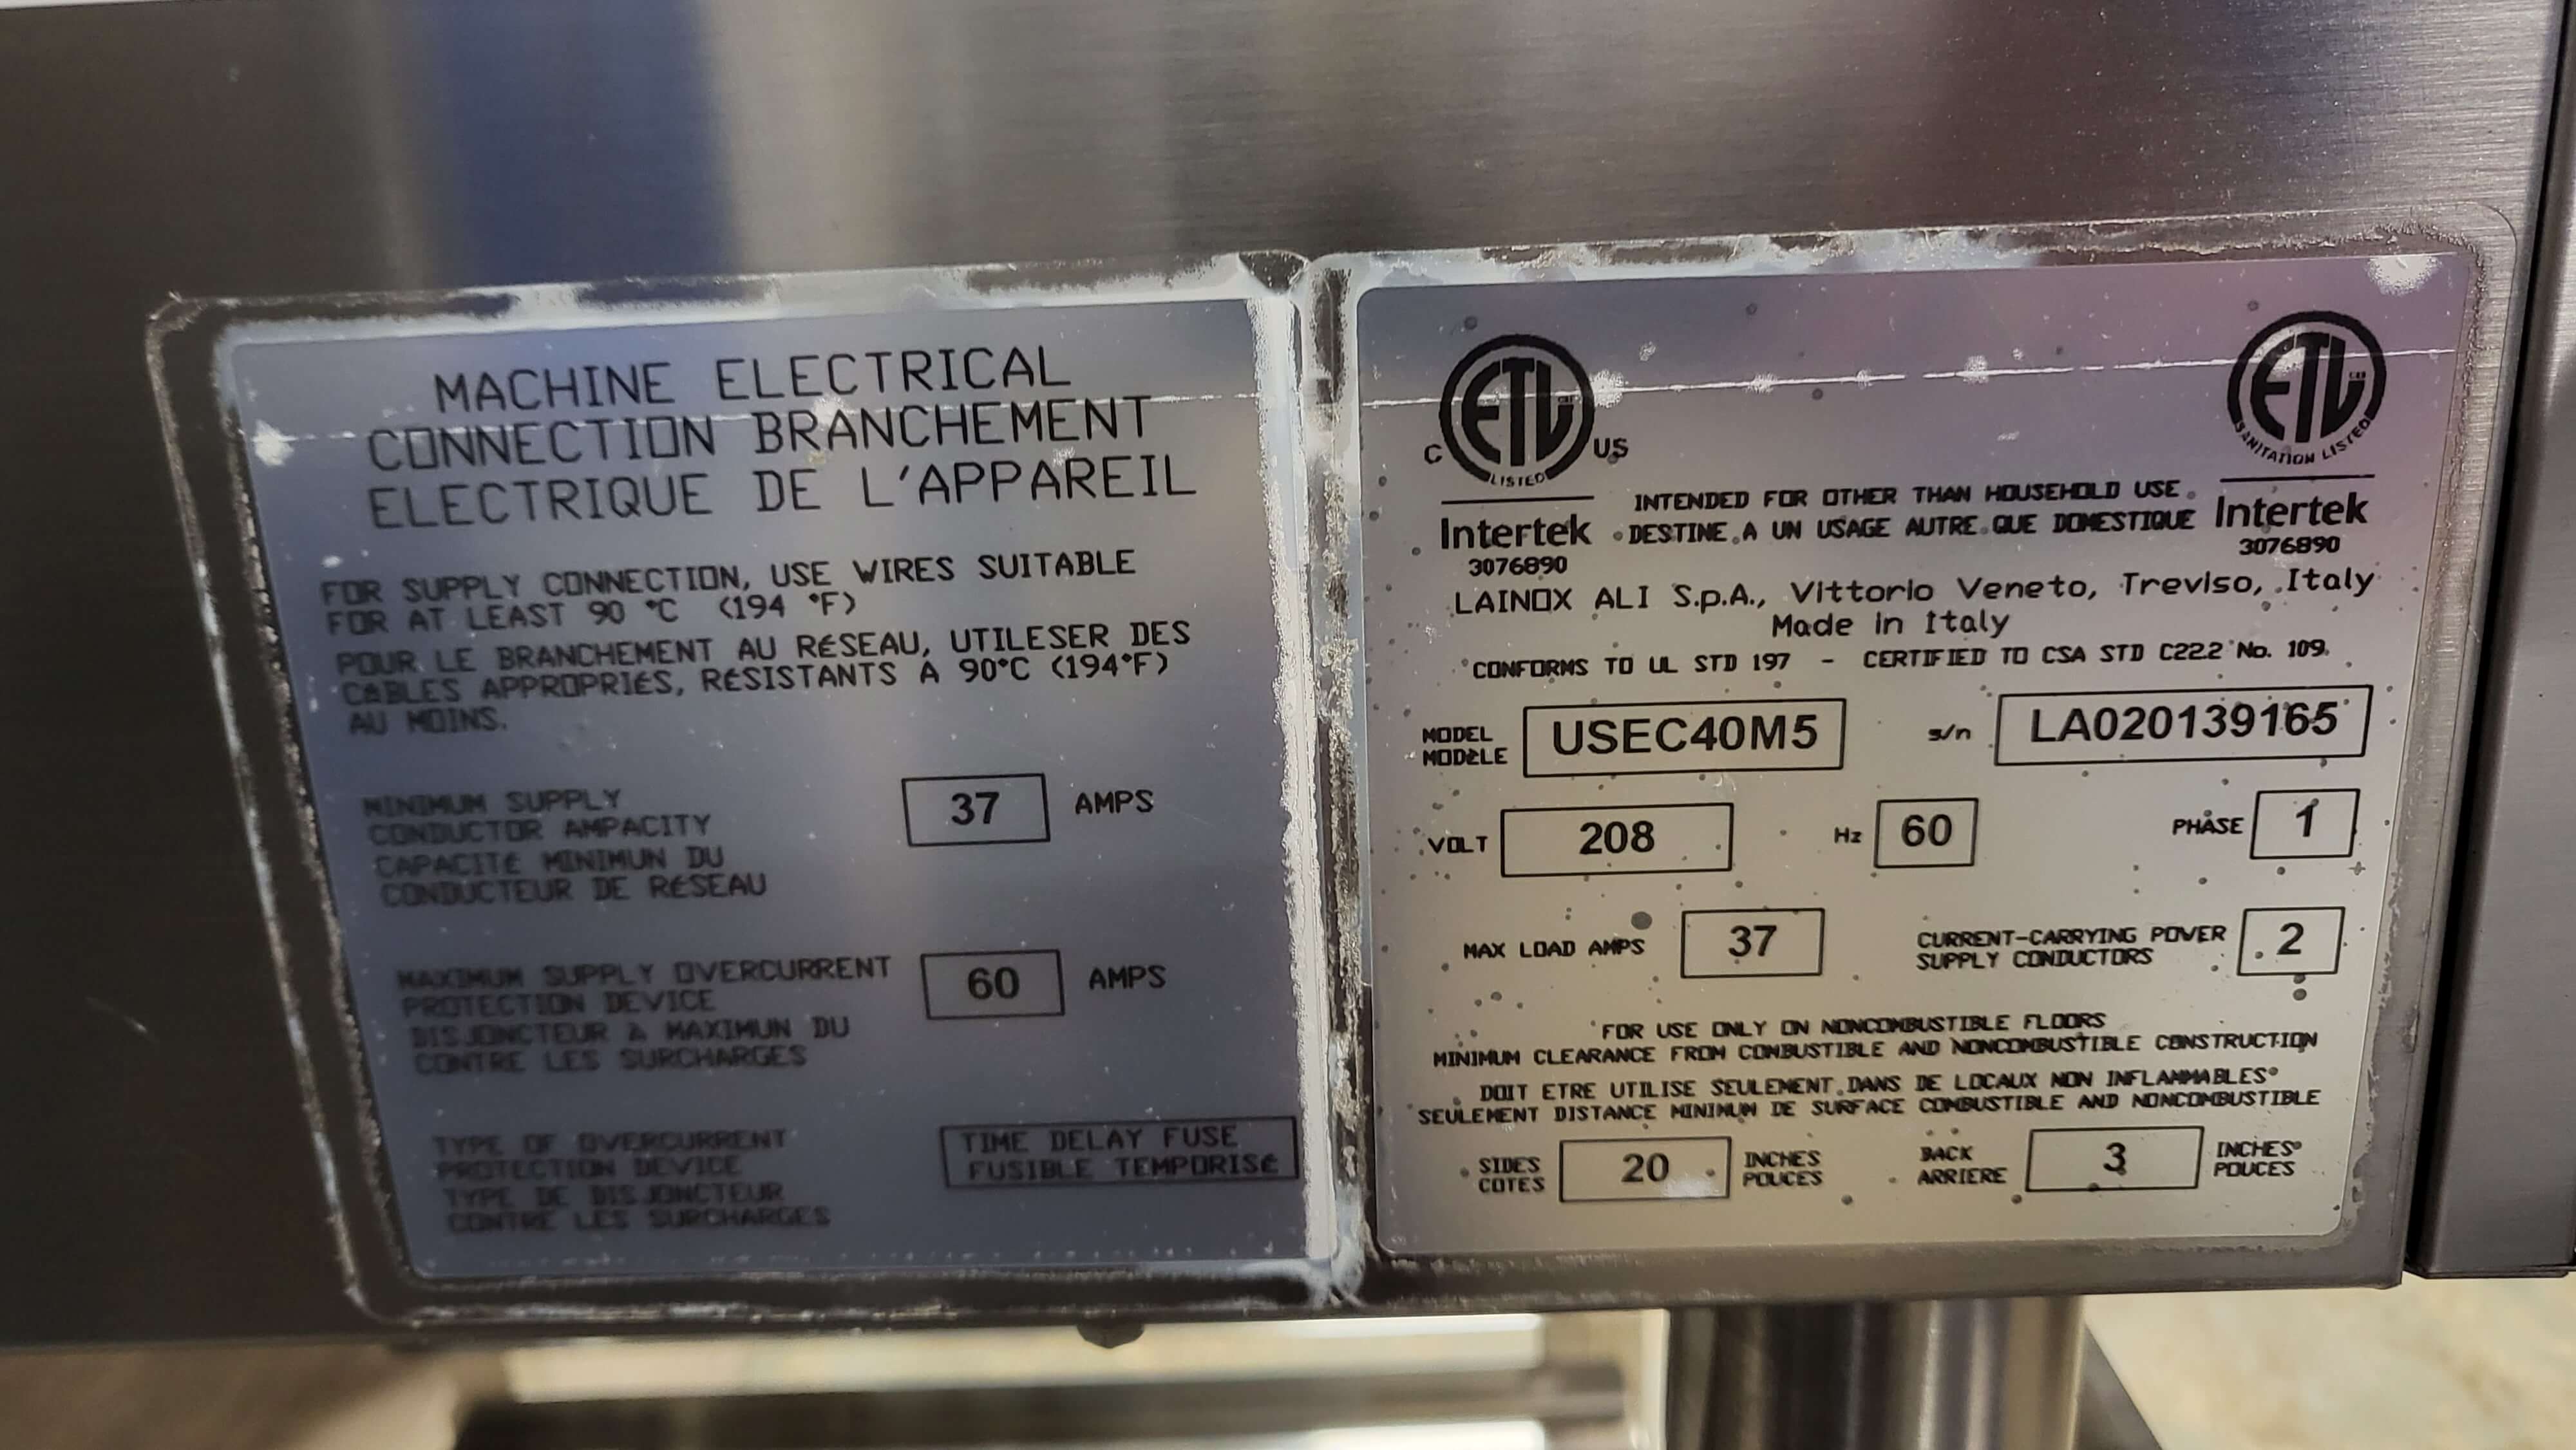 MACHINE ELECTRICAL
CONNECTION BRANCHEMENT
ELECTRIQUE DE L'APPAREIL
FOR SUPPLY CONNECTION, USE WIRES SUITABLE
FOR AT LEAST 90 °C (194 °F)
POUR LE BRANCHEMENT AU RÉSEAU, UTILESER DES
CABLES APPROPRIÉS, RÉSISTANTS A 90°C (194°F)
AU MOINS.
MINIMUM SUPPLY
CONDUCTOR AMPACITY
CAPACITÉ MINIMUN DU
CONDUCTEUR DE RÉSEAU
37 AMPS
MAXIMUM SUPPLY OVERCURRENT
PROTECTION DEVICE
DISJONCTEUR À MAXIMUN DU
CONTRE LES SURCHARGES
60 AMPS
TYPE OF OVERCURRENT
PROTECTION DEVICE
TYPE DE DISJONCTEUR
CONTRE LES SURCHARGES
TIME DELAY FUSE
FUSIBLE TEMPORISÉ
C ETL US
LISTED
Intertek
3076890
ETL
SANITATION LISTED
Intertek
3076890
INTENDED FOR OTHER THAN HOUSEHOLD USE
DESTINE A UN USAGE AUTRE QUE DOMESTIQUE
LAINOX ALI S.p.A., Vittorio Veneto, Treviso, Italy
Made in Italy
CONFORMS TO UL STD 197 - CERTIFIED TO CSA STD C22.2 No. 109.
MODEL
MODÈLE
USEC40M5
s/n LA020139165
VOLT 208 Hz 60 PHASE 1
MAX LOAD AMPS 37
CURRENT-CARRYING POWER
SUPPLY CONDUCTORS
2
FOR USE ONLY ON NONCOMBUSTIBLE FLOORS
MINIMUM CLEARANCE FROM COMBUSTIBLE AND NONCOMBUSTIBLE CONSTRUCTION
DOIT ETRE UTILISE SEULEMENT DANS DE LOCAUX NON INFLAMMABLES
SEULEMENT DISTANCE MINIMUN DE SURFACE COMBUSTIBLE AND NONCOMBUSTIBLE
SIDES
COTES
20
INCHES
POUCES
BACK
ARRIERE
3
INCHES
POUCES